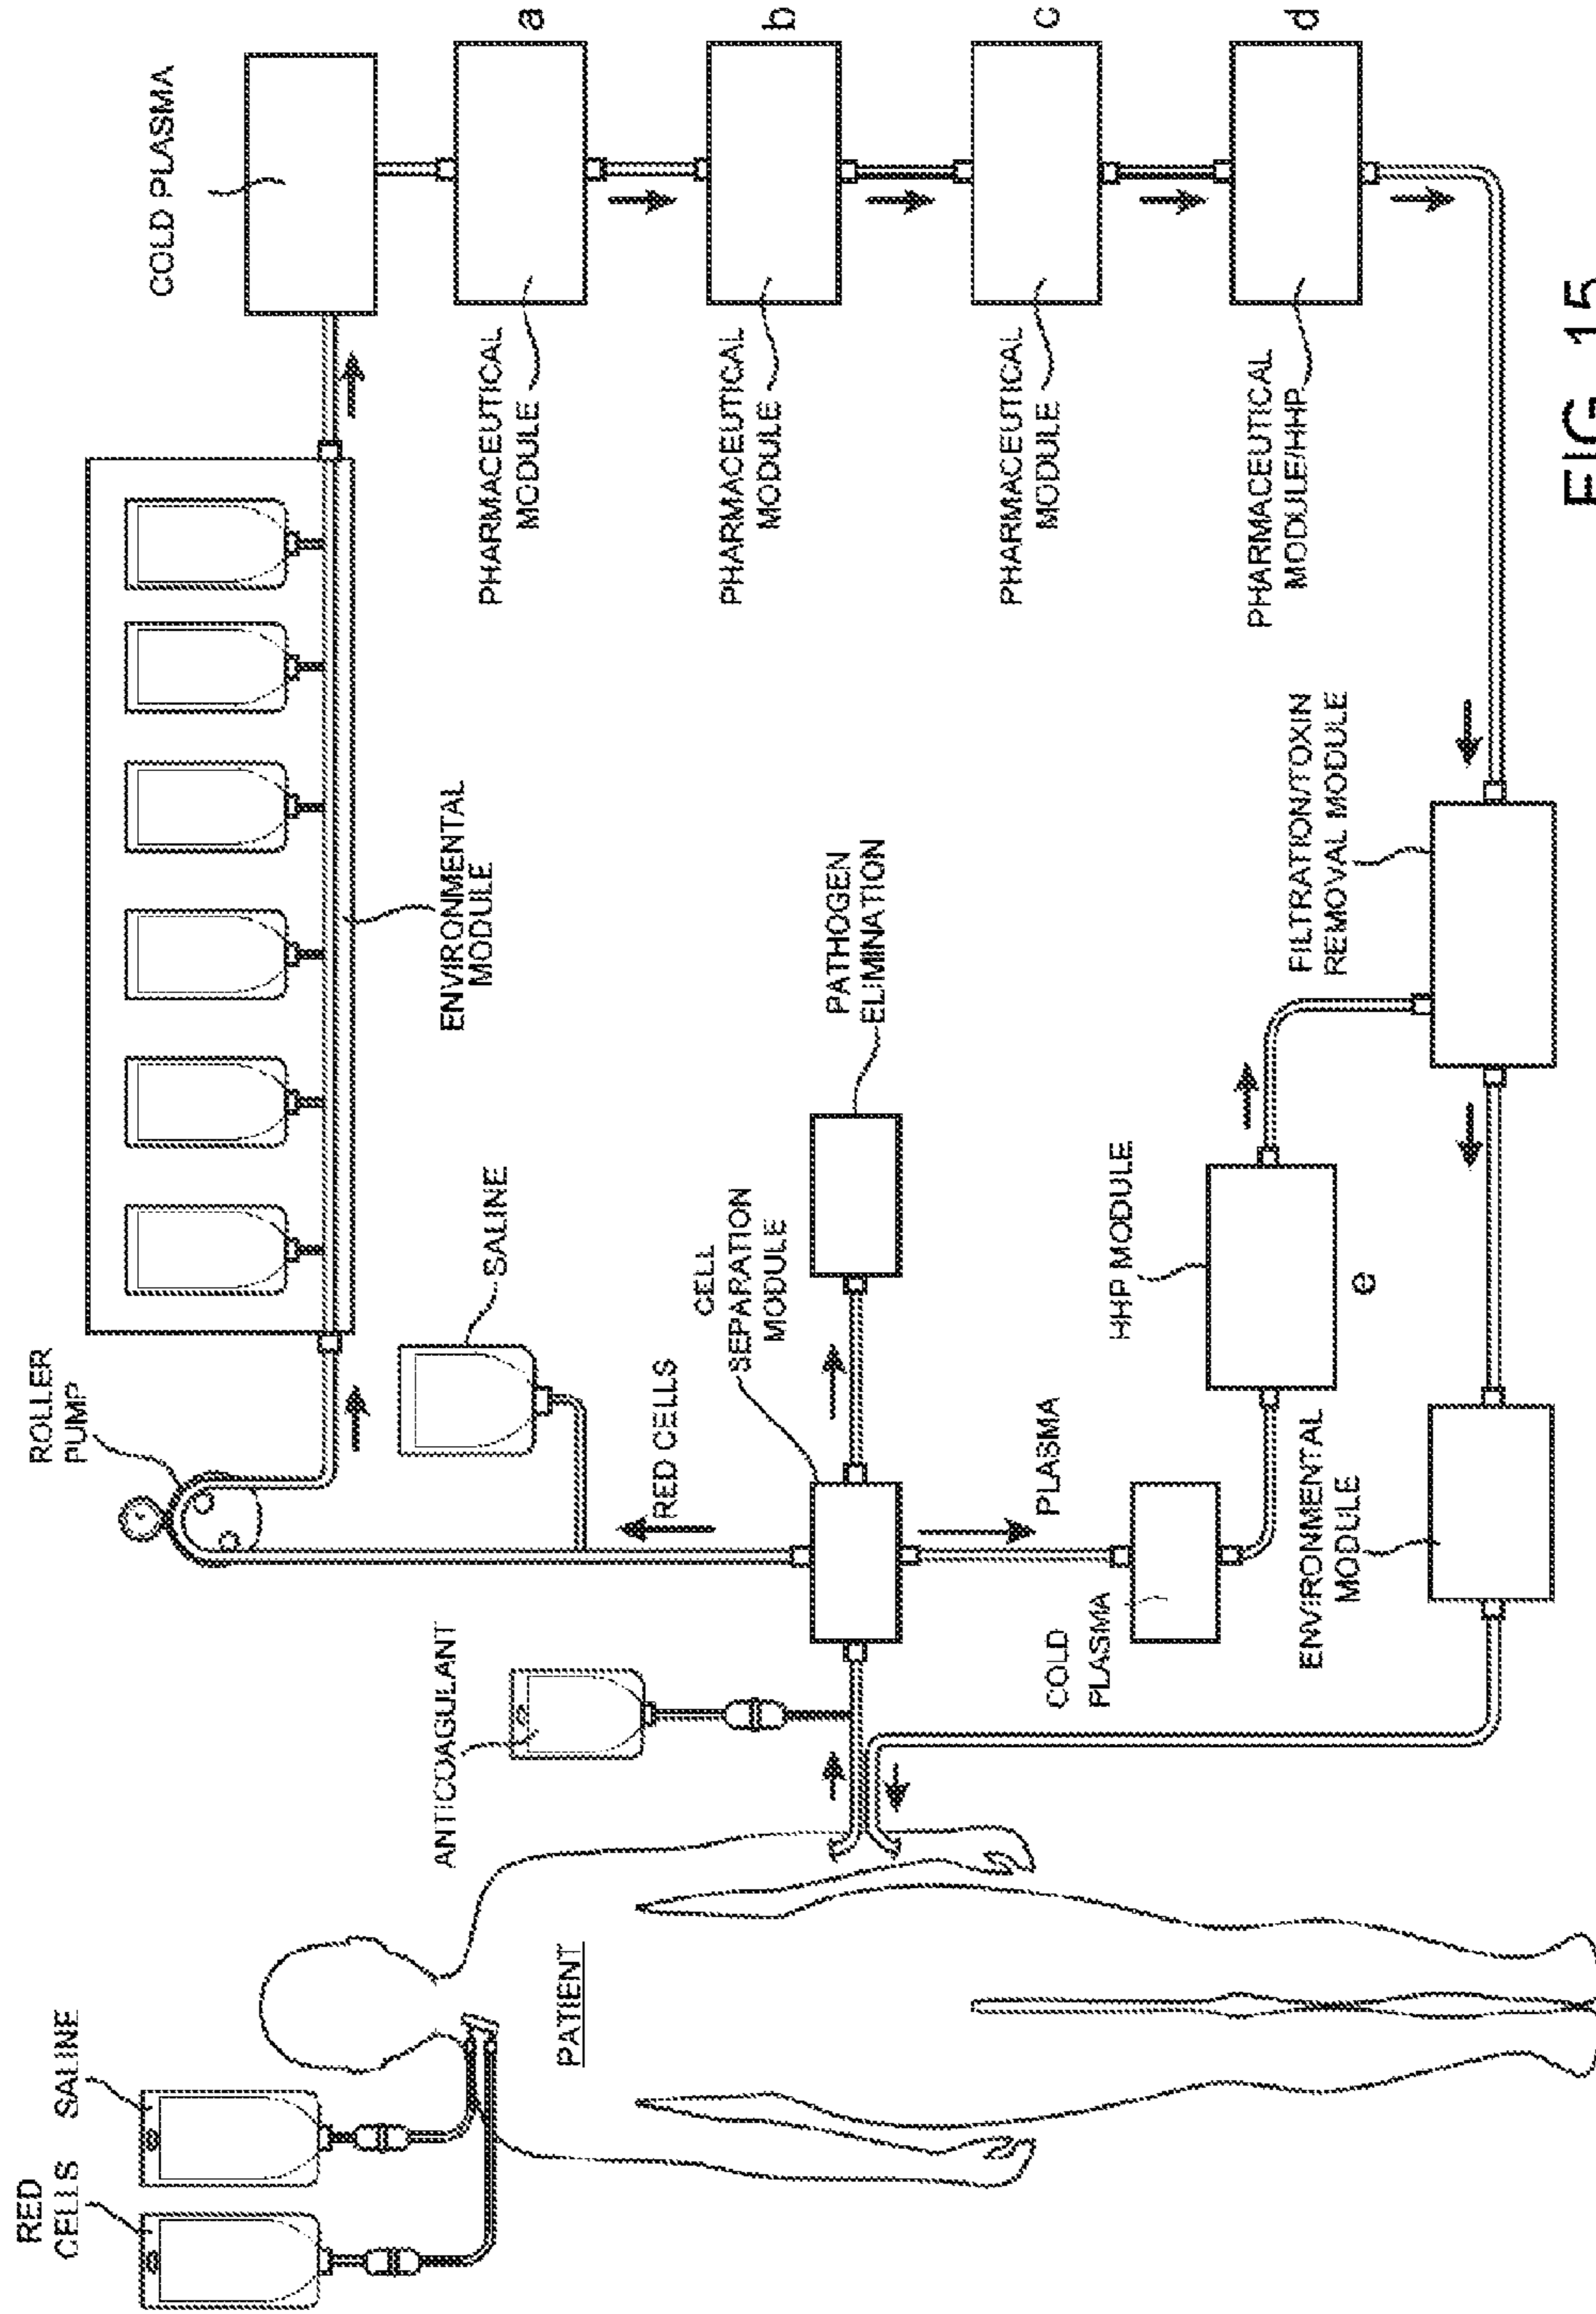 RED
CELLS
SALINE
PATIENT
ANTICOAGULANT
ROLLER
PUMP
SALINE
RED CELLS
CELL
SEPARATION
MODULE
PLASMA
COLD
PLASMA
PATHOGEN
ELIMINATION
HHP MODULE
e
ENVIRONMENTAL
MODULE
FILTRATION/TOXIN
REMOVAL MODULE
ENVIRONMENTAL
MODULE
COLD PLASMA
PHARMACEUTICAL
MODULE
a
PHARMACEUTICAL
MODULE
b
PHARMACEUTICAL
MODULE
c
PHARMACEUTICAL
MODULE/HHP
d
FIG. 15